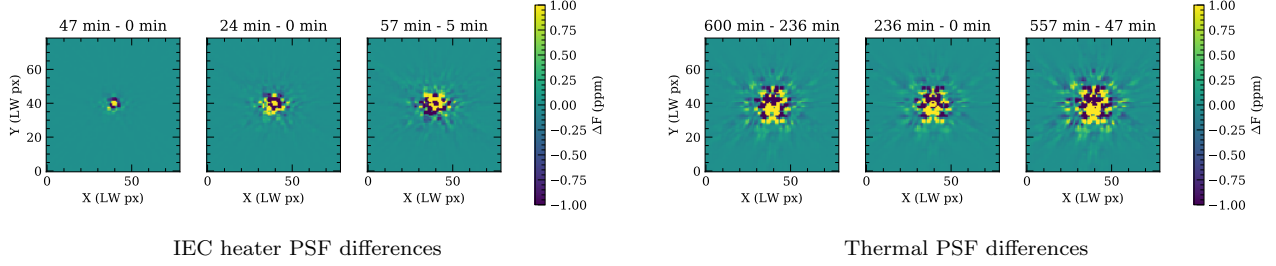 47 min - 0 min
24 min - 0 min
57 min - 5 min
Y (LW px)
60
40
20
0
0
50
0
50
0
50
X (LW px)
X (LW px)
X (LW px)
1.00
0.75
0.50
0.25
0.00
−0.25
−0.50
−0.75
−1.00
ΔF (ppm)
IEC heater PSF differences
600 min - 236 min
236 min - 0 min
557 min - 47 min
Y (LW px)
60
40
20
0
0
50
0
50
0
50
X (LW px)
X (LW px)
X (LW px)
1.00
0.75
0.50
0.25
0.00
−0.25
−0.50
−0.75
−1.00
ΔF (ppm)
Thermal PSF differences